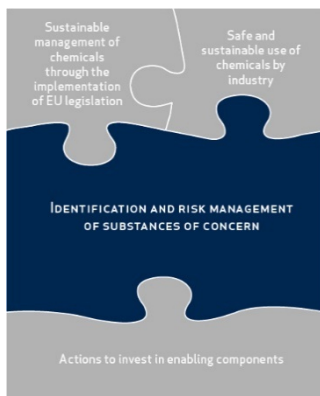 Sustainable
management of
chemicals
through the
implementation
of EU legislation
Safe and
sustainable use of
chemicals by
industry
IDENTIFICATION AND RISK MANAGEMENT
OF SUBSTANCES OF CONCERN
Actions to invest in enabling components